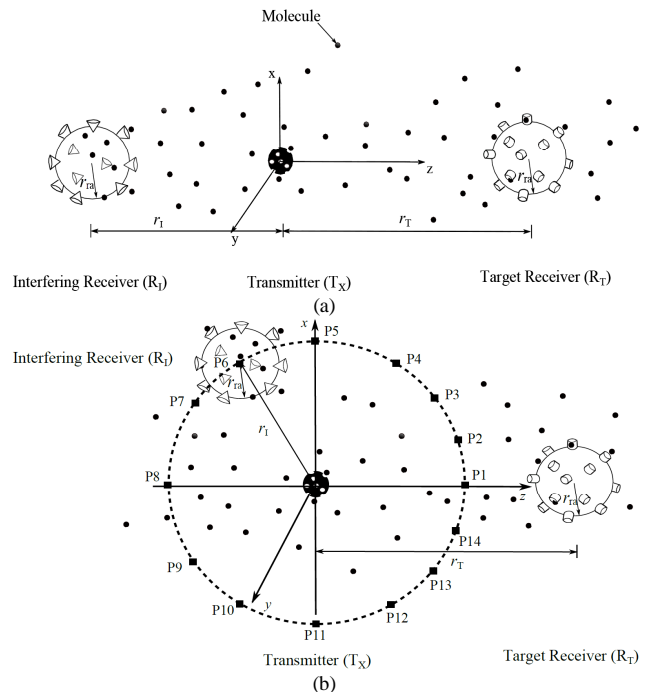 Molecule
x
z
y
r_ra
r_ra
r_I
r_T
Interfering Receiver (R_I)
Transmitter (T_X)
Target Receiver (R_T)
(a)
x
P5
Interfering Receiver (R_I)
P6
P4
r_ra
P7
P3
r_I
P2
P8
P1
z
r_ra
P14
r_T
P9
P13
P10
y
P12
P11
Transmitter (T_X)
Target Receiver (R_T)
(b)